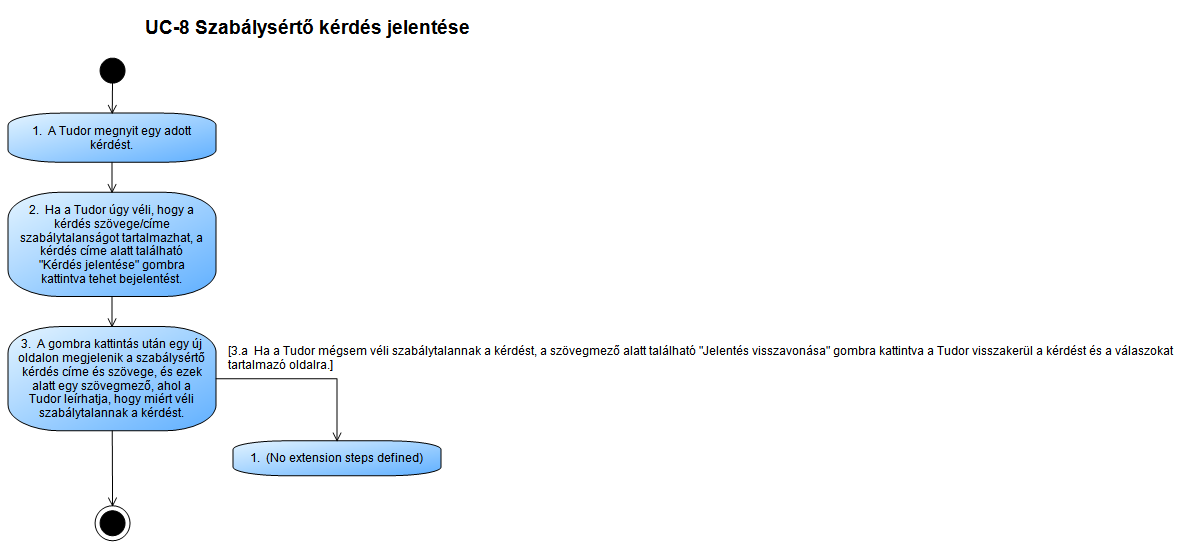 UC-8 Szabálysértő kérdés jelentése
1. A Tudor megnyit egy adott
kérdést.
2. Ha a Tudor úgy véli, hogy a
kérdés szövege/címe
szabálytalanságot tartalmazhat, a
kérdés címe alatt található
"Kérdés jelentése" gombra
kattintva tehet bejelentést.
3. A gombra kattintás után egy új
oldalon megjelenik a szabálysértő
kérdés címe és szövege, és ezek
alatt egy szövegmező, ahol a
Tudor leírhatja, hogy miért véli
szabálytalannak a kérdést.
[3.a Ha a Tudor mégsem véli szabálytalannak a kérdést, a szövegmező alatt található "Jelentés visszavonása" gombra kattintva a Tudor visszakerül a kérdést és a válaszokat
tartalmazó oldalra.]
1. (No extension steps defined)